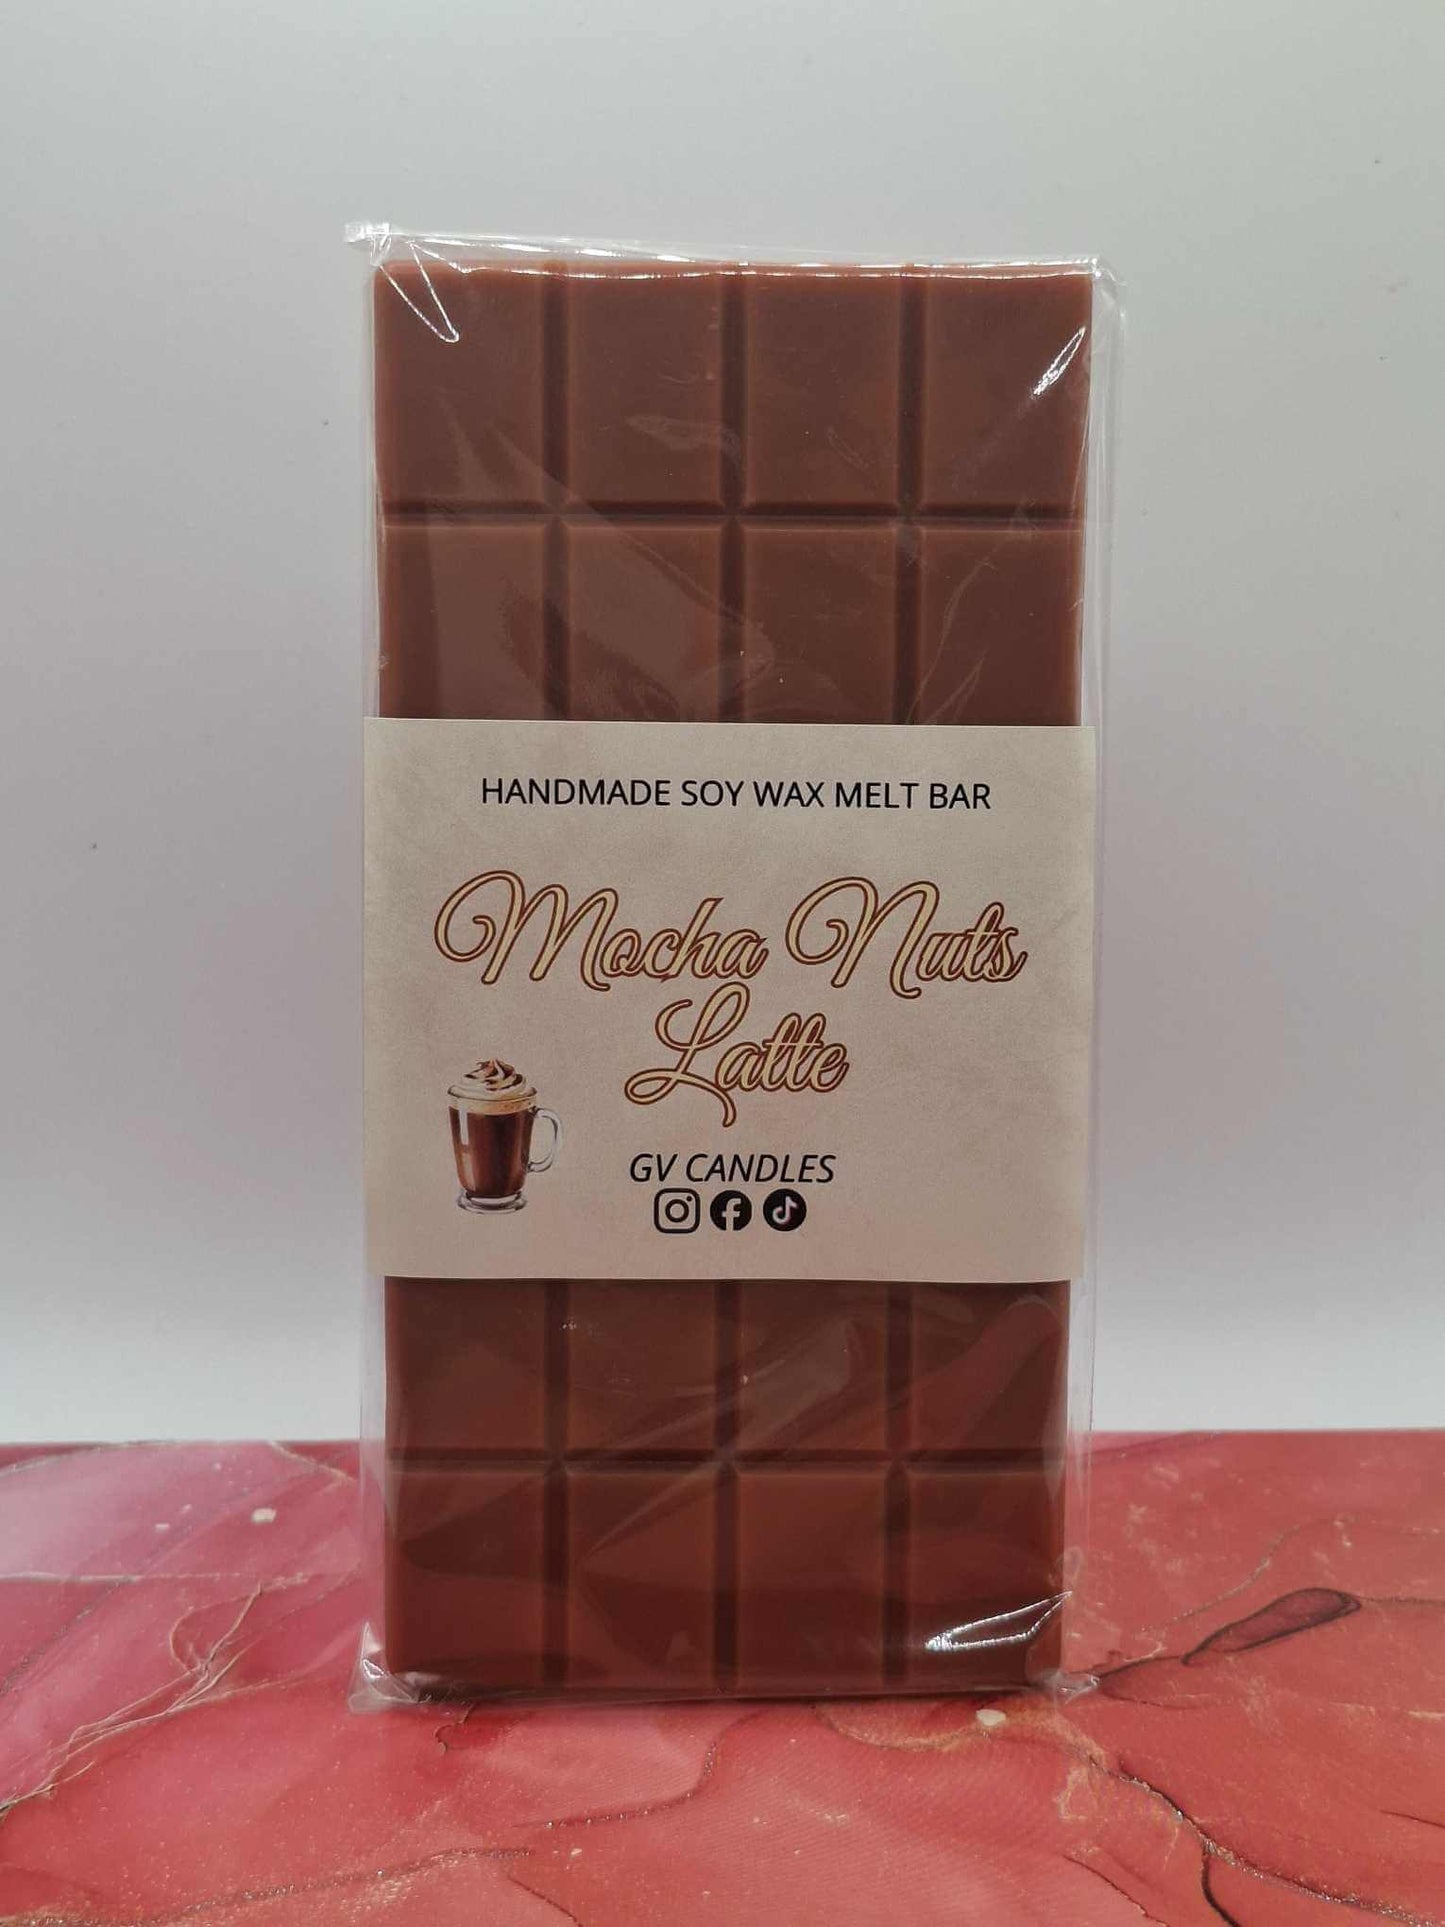 HANDMADE SOY WAX MELT BAR
Mocha Nuts
Latte
GV CANDLES